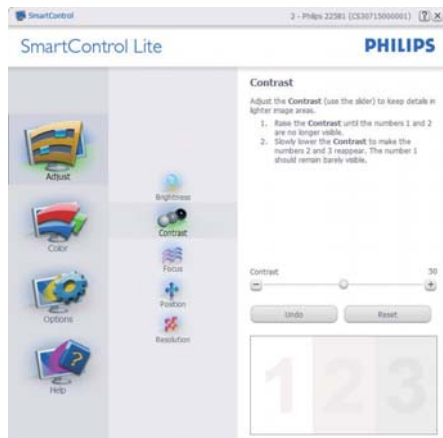 SmartControl
2 - Philips 225B1 (CS30715000001)
SmartControl Lite
PHILIPS
Adjust
Color
Options
Help
Brightness
Contrast
Focus
Position
Resolution
Contrast
Adjust the Contrast (use the slider) to keep details in
lighter image areas.
1. Raise the Contrast until the numbers 1 and 2
are no longer visible.
2. Slowly lower the Contrast to make the
numbers 2 and 3 reappear. The number 1
should remain barely visible.
Contrast
50
Undo
Reset
1 2 3